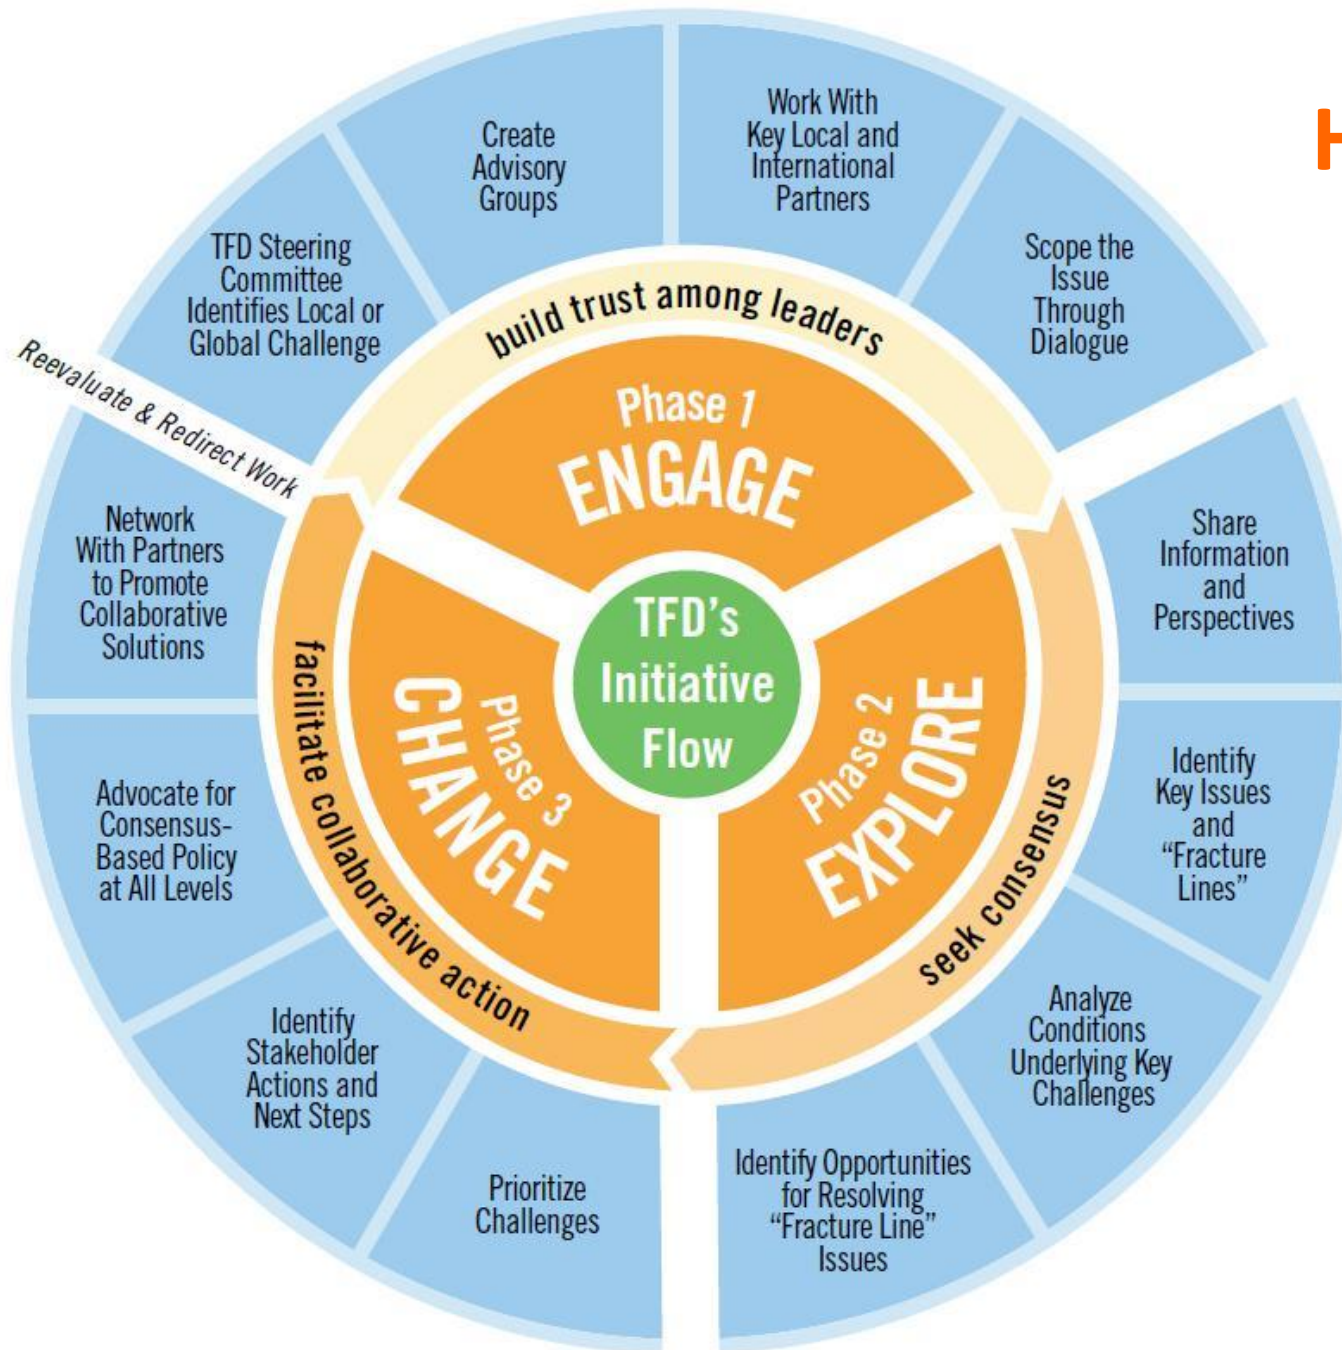 H
Work With
Key Local and
International
Partners
Scope the
Issue
Through
Dialogue
Share
Information
and
Perspectives
Identify
Key Issues
and
“Fracture
Lines”
Analyze
Conditions
Underlying Key
Challenges
Identify Opportunities
for Resolving
“Fracture Line”
Issues
Prioritize
Challenges
Identify
Stakeholder
Actions and
Next Steps
Advocate for
Consensus-
Based Policy
at All Levels
Network
With Partners
to Promote
Collaborative
Solutions
Reevaluate & Redirect Work
TFD Steering
Committee
Identifies Local or
Global Challenge
Create
Advisory
Groups
build trust among leaders
seek consensus
facilitate collaborative action
Phase 1
ENGAGE
Phase 2
EXPLORE
Phase 3
CHANGE
TFD’s
Initiative
Flow